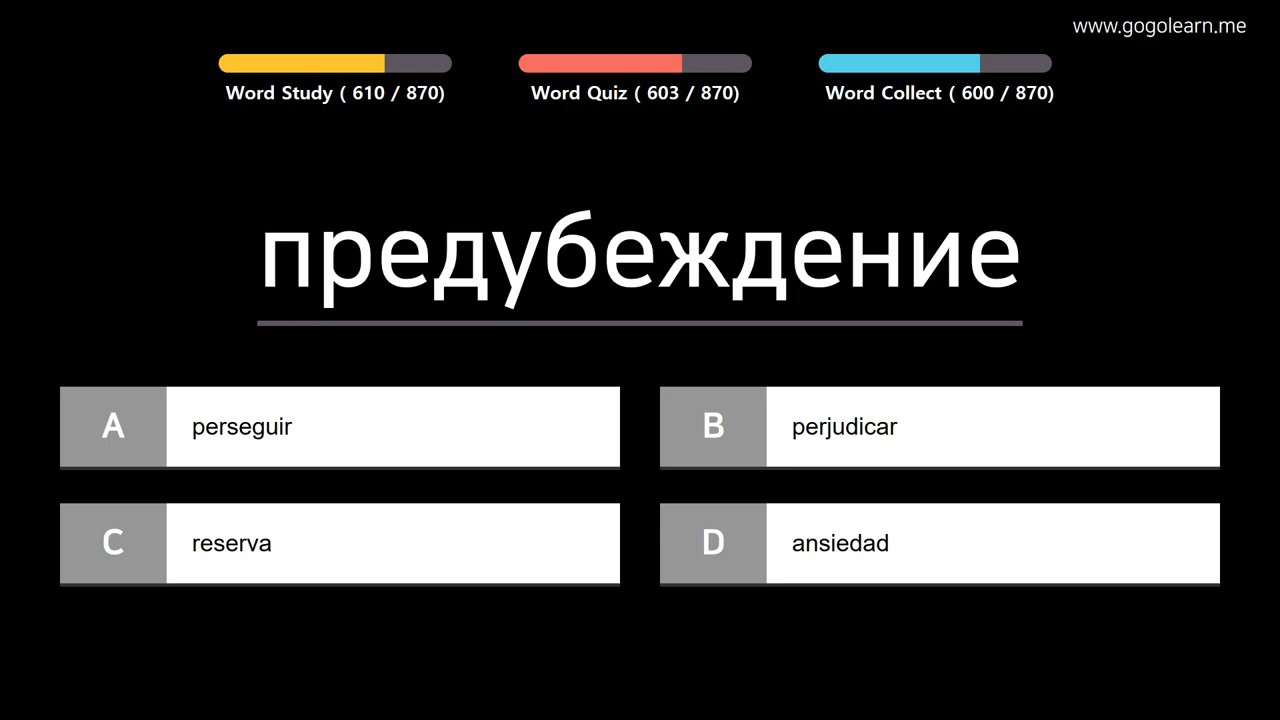 www.gogolearn.me
Word Study ( 610 / 870)
Word Quiz ( 603 / 870)
Word Collect ( 600 / 870)
предубеждение
A perseguir
B perjudicar
C reserva
D ansiedad